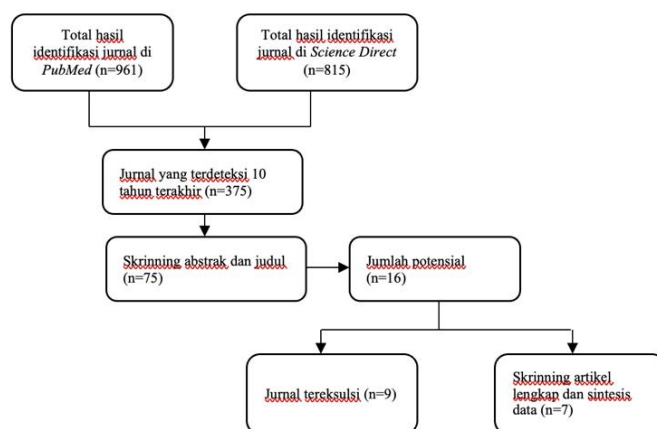 Total hasil
identifikasi jurnal di
PubMed (n=961)
Total hasil identifikasi
jurnal di Science Direct
(n=815)
Jurnal yang terdeteksi 10
tahun terakhir (n=375)
Skrinning abstrak dan judul
(n=75)
Jumlah potensial
(n=16)
Jurnal tereksulsi (n=9)
Skrinning artikel
lengkap dan sintesis
data (n=7)